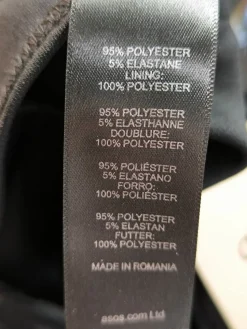 95% POLYESTER
5% ELASTANE
LINING:
100% POLYESTER
95% POLYESTER
5% ELASTHANNE
DOUBLURE:
100% POLYESTER
95% POLIÉSTER
5% ELASTANO
FORRO:
100% POLIÉSTER
95% POLYESTER
5% ELASTAN
FUTTER:
100% POLYESTER
MADE IN ROMANIA
asos.com Ltd